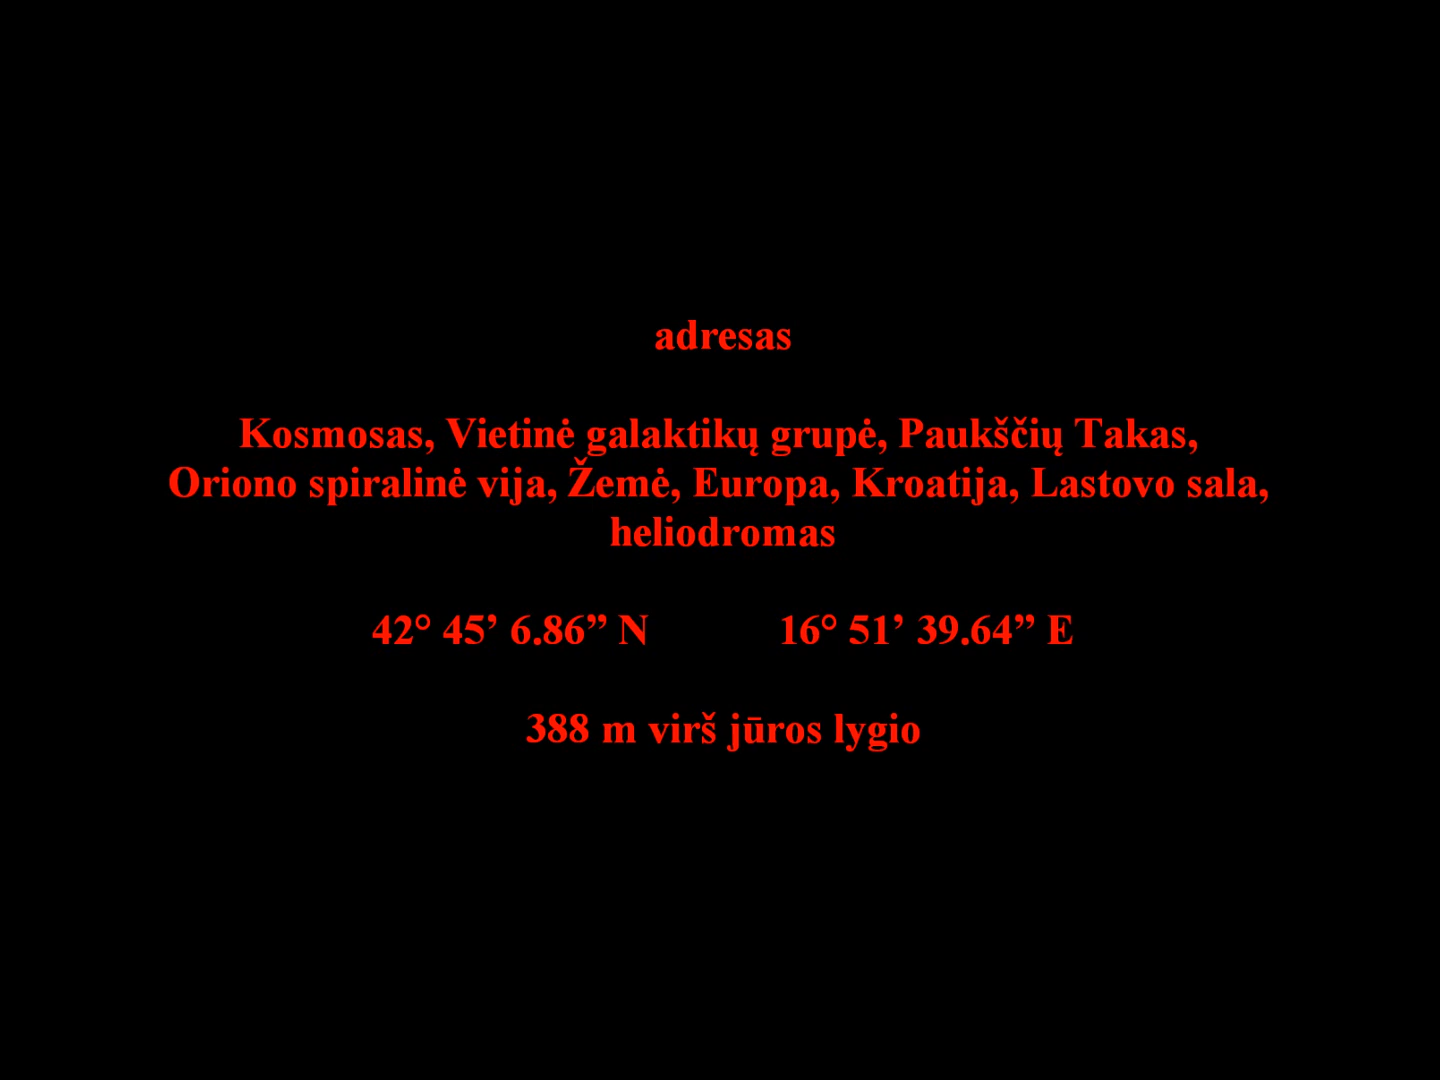 adresas
Kosmosas, Vietinė galaktikų grupė, Paukščių Takas,
Oriono spiralinė vija, Žemė, Europa, Kroatija, Lastovo sala,
heliodromas
42° 45’ 6.86” N 16° 51’ 39.64” E
388 m virš jūros lygio